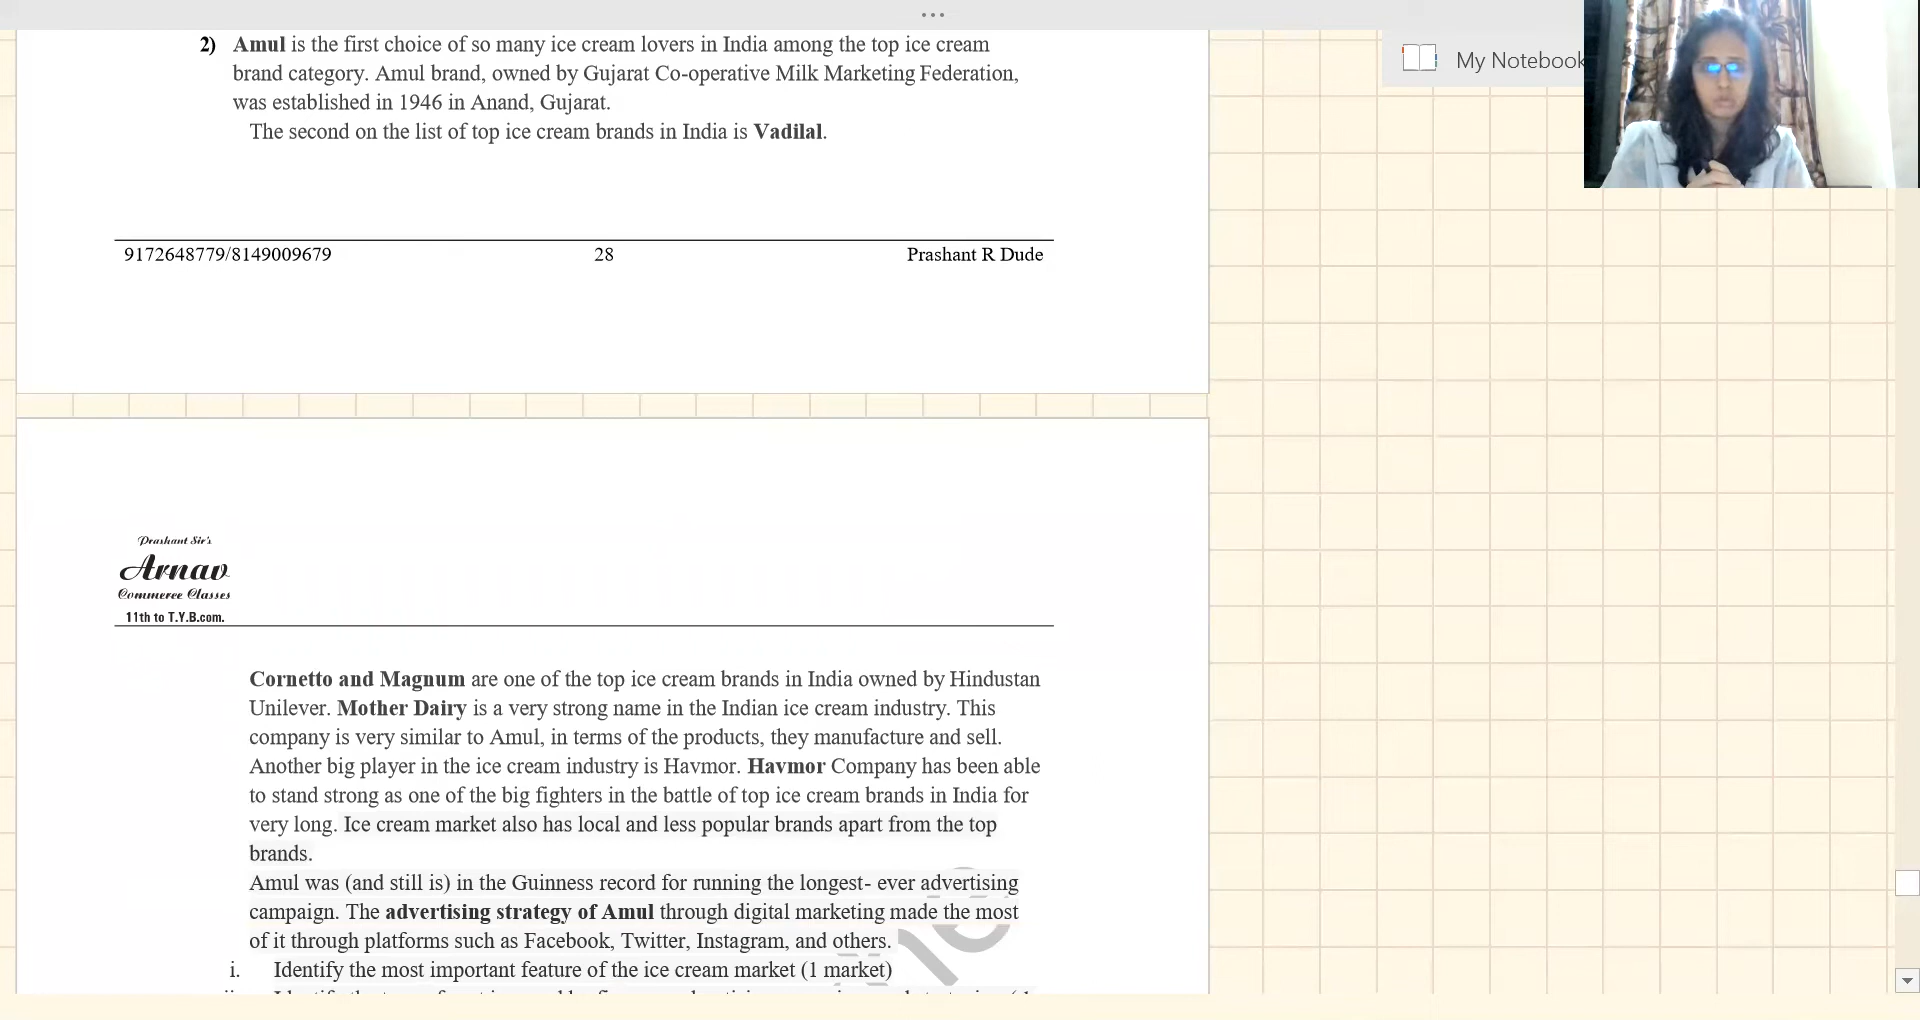 2) Amul is the first choice of so many ice cream lovers in India among the top ice cream
brand category. Amul brand, owned by Gujarat Co-operative Milk Marketing Federation,
was established in 1946 in Anand, Gujarat.
The second on the list of top ice cream brands in India is Vadilal.
My Notebook
9172648779/8149009679 28 Prashant R Dude
Prashant Sir's
Arnav
Commerce Classes
11th to T.Y.B.com.
Cornetto and Magnum are one of the top ice cream brands in India owned by Hindustan
Unilever. Mother Dairy is a very strong name in the Indian ice cream industry. This
company is very similar to Amul, in terms of the products, they manufacture and sell.
Another big player in the ice cream industry is Havmor. Havmor Company has been able
to stand strong as one of the big fighters in the battle of top ice cream brands in India for
very long. Ice cream market also has local and less popular brands apart from the top
brands.
Amul was (and still is) in the Guinness record for running the longest- ever advertising
campaign. The advertising strategy of Amul through digital marketing made the most
of it through platforms such as Facebook, Twitter, Instagram, and others.
i. Identify the most important feature of the ice cream market (1 market)